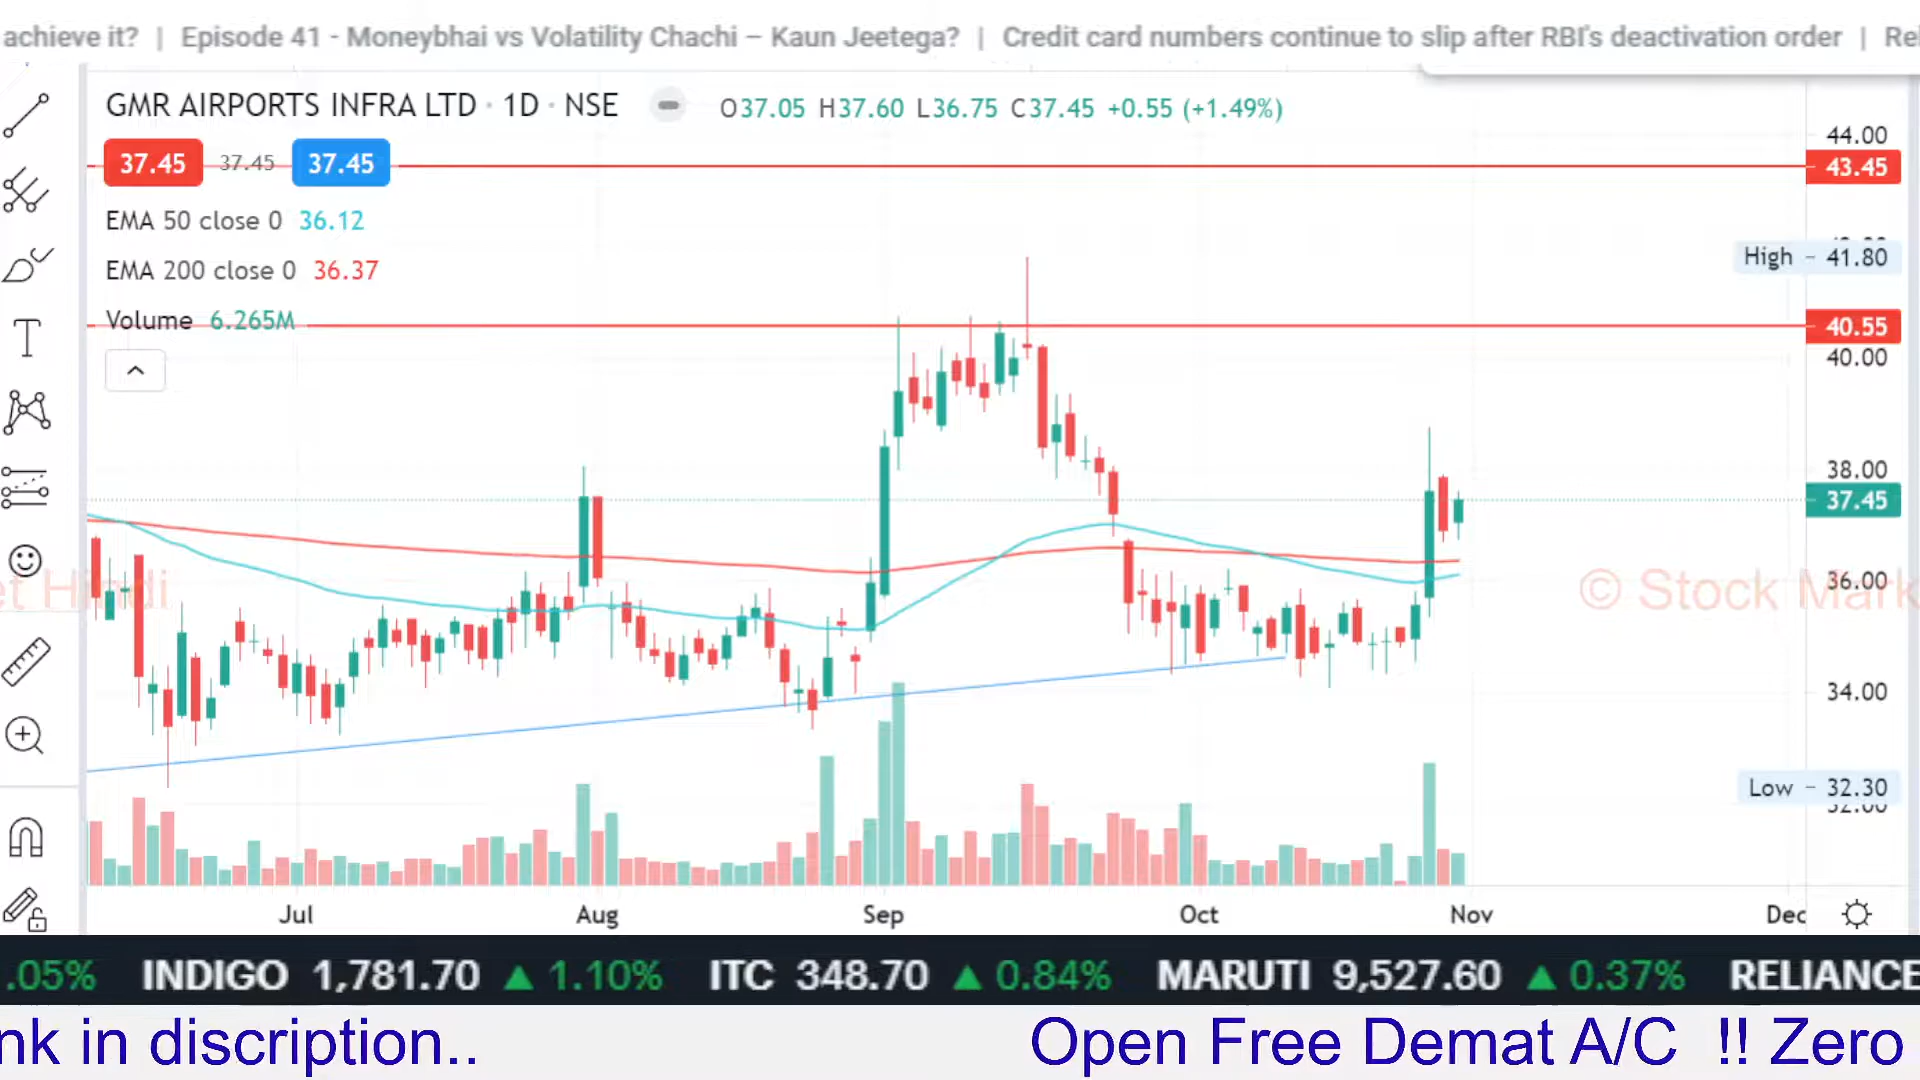 achieve it? | Episode 41 - Moneybhai vs Volatility Chachi – Kaun Jeetega? | Credit card numbers continue to slip after RBI's deactivation order | Rel
GMR AIRPORTS INFRA LTD · 1D · NSE O37.05 H37.60 L36.75 C37.45 +0.55 (+1.49%)
44.00
37.45 37.45 37.45
43.45
EMA 50 close 0 36.12
High - 41.80
EMA 200 close 0 36.37
Volume 6.265M
40.55
40.00
38.00
37.45
T
et Hindi
36.00
© Stock Mark
34.00
Low - 32.30
32.00
Jul Aug Sep Oct Nov Dec
.05% INDIGO 1,781.70 ▲ 1.10% ITC 348.70 ▲ 0.84% MARUTI 9,527.60 ▲ 0.37% RELIANCE
nk in discription.. Open Free Demat A/C !! Zero